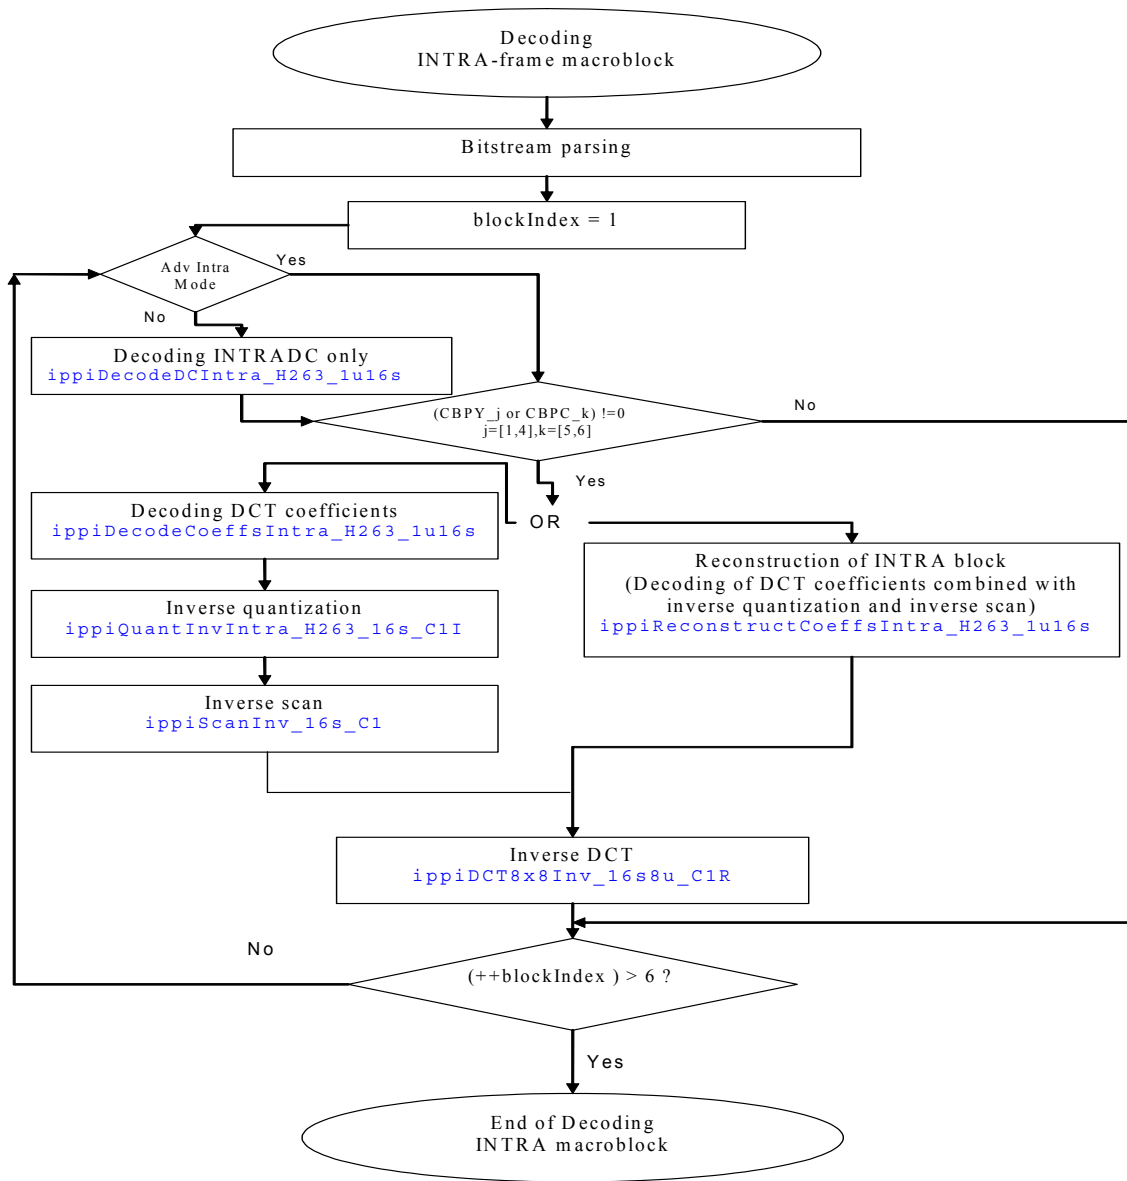 Decoding
INTRA-frame macroblock
Bitstream parsing
blockIndex = 1
Adv Intra
Mode
Yes
No
Decoding INTRADC only
ippiDecodeDCIntra_H263_1u16s
(CBPY_j or CBPC_k) !=0
j=[1,4],k=[5,6]
No
Yes
OR
Decoding DCT coefficients
ippiDecodeCoeffsIntra_H263_1u16s
Inverse quantization
ippiQuantInvIntra_H263_16s_C1I
Inverse scan
ippiScanInv_16s_C1
Reconstruction of INTRA block
(Decoding of DCT coefficients combined with
inverse quantization and inverse scan)
ippiReconstructCoeffsIntra_H263_1u16s
Inverse DCT
ippiDCT8x8Inv_16s8u_C1R
No
(++blockIndex ) > 6 ?
Yes
End of Decoding
INTRA macroblock